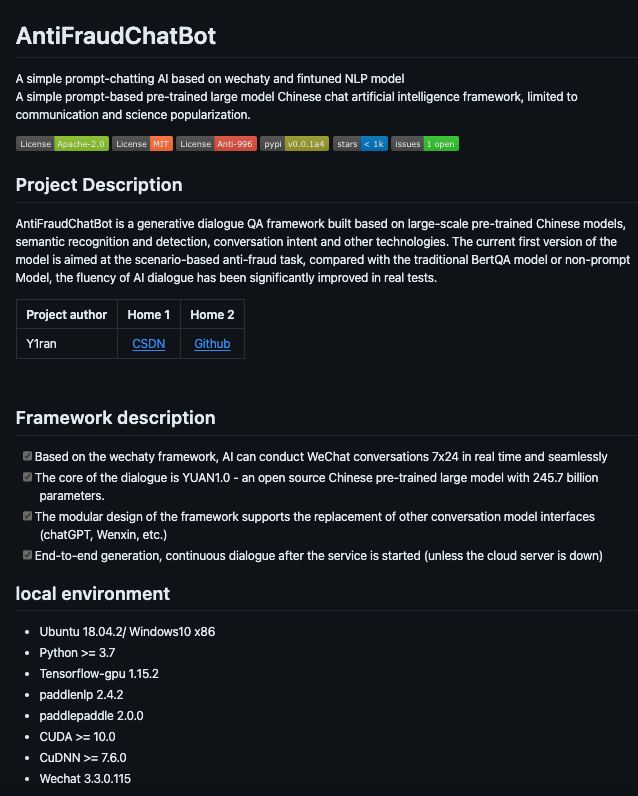 AntiFraudChatBot
A simple prompt-chatting AI based on wechaty and fintuned NLP model
A simple prompt-based pre-trained large model Chinese chat artificial intelligence framework, limited to
communication and science popularization.
License Apache-2.0 License MIT License Anti-996 pypi v0.0.1a4 stars < 1k issues 1 open
Project Description
AntiFraudChatBot is a generative dialogue QA framework built based on large-scale pre-trained Chinese models,
semantic recognition and detection, conversation intent and other technologies. The current first version of the
model is aimed at the scenario-based anti-fraud task, compared with the traditional BertQA model or non-prompt
Model, the fluency of AI dialogue has been significantly improved in real tests.
Project author Home 1 Home 2
Y1ran CSDN Github
Framework description
Based on the wechaty framework, AI can conduct WeChat conversations 7x24 in real time and seamlessly
The core of the dialogue is YUAN1.0 - an open source Chinese pre-trained large model with 245.7 billion
parameters.
The modular design of the framework supports the replacement of other conversation model interfaces
(chatGPT, Wenxin, etc.)
End-to-end generation, continuous dialogue after the service is started (unless the cloud server is down)
local environment
• Ubuntu 18.04.2/ Windows10 x86
• Python >= 3.7
• Tensorflow-gpu 1.15.2
• paddlenlp 2.4.2
• paddlepaddle 2.0.0
• CUDA >= 10.0
• CuDNN >= 7.6.0
• Wechat 3.3.0.115